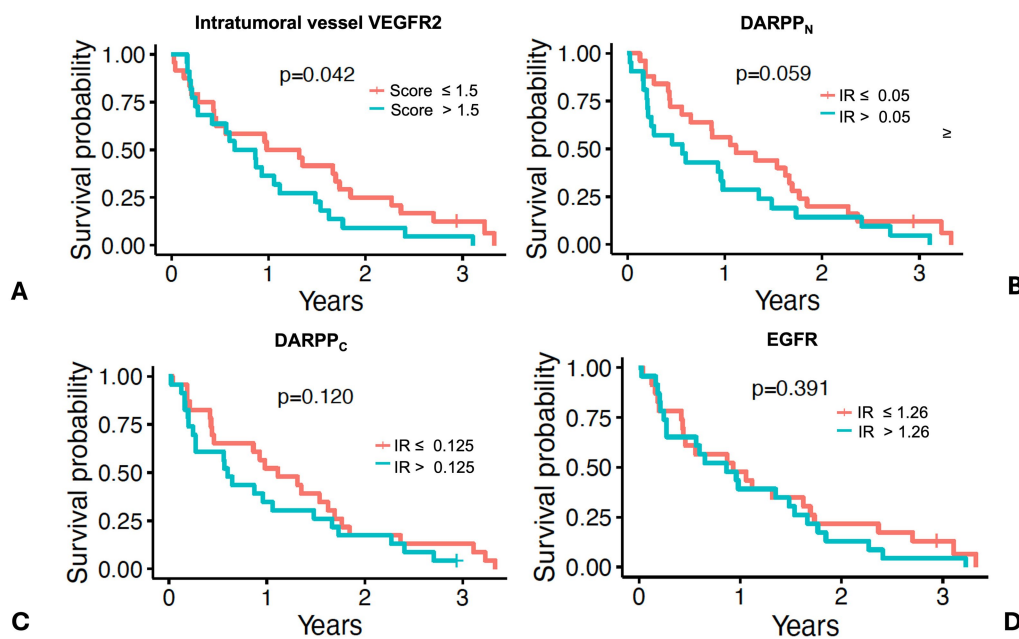 Intratumoral vessel VEGFR2
Survival probability
1.00
0.75
0.50
0.25
0.00
p=0.042
Score ≤ 1.5
Score > 1.5
0 1 2 3
Years
A
DARPPN
Survival probability
1.00
0.75
0.50
0.25
0.00
p=0.059
IR ≤ 0.05
IR > 0.05
≥
0 1 2 3
Years
B
DARPPC
Survival probability
1.00
0.75
0.50
0.25
0.00
p=0.120
IR ≤ 0.125
IR > 0.125
0 1 2 3
Years
C
EGFR
Survival probability
1.00
0.75
0.50
0.25
0.00
p=0.391
IR ≤ 1.26
IR > 1.26
0 1 2 3
Years
D